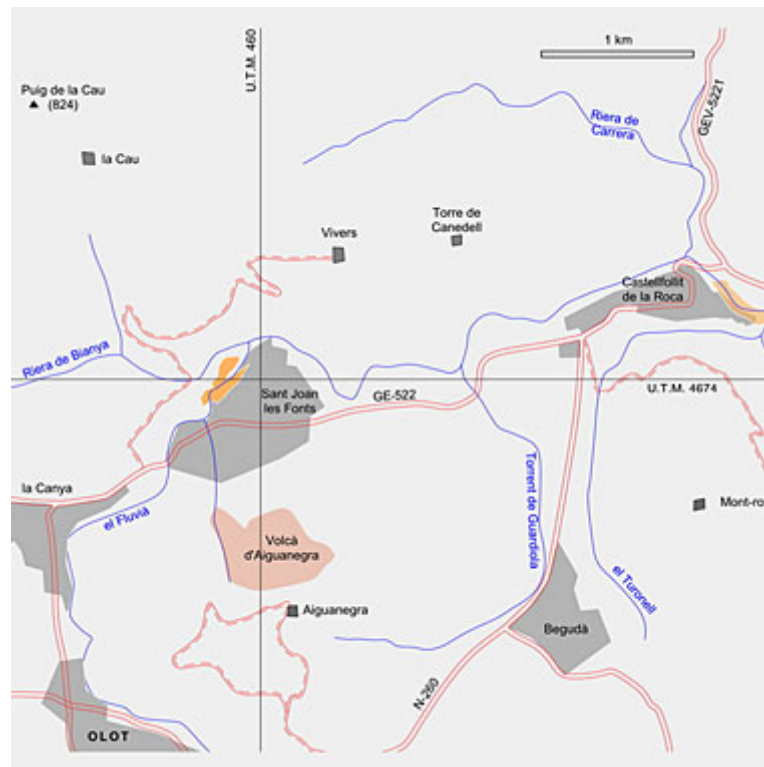 1 km
U.T.M. 460
GEV-5221
Puig de la Cau
(824)
Riera de
Carrera
la Cau
Torre de
Canedell
Vivers
Castellfollit
de la Roca
Riera de Bianya
U.T.M. 4674
Sant Joan
les Fonts
GE-522
la Canya
Torrent de Guardiola
Mont-ro
el Fluvià
Volcà
d'Aiguanegra
el Turonell
Aiguanegra
Begudà
N-260
OLOT